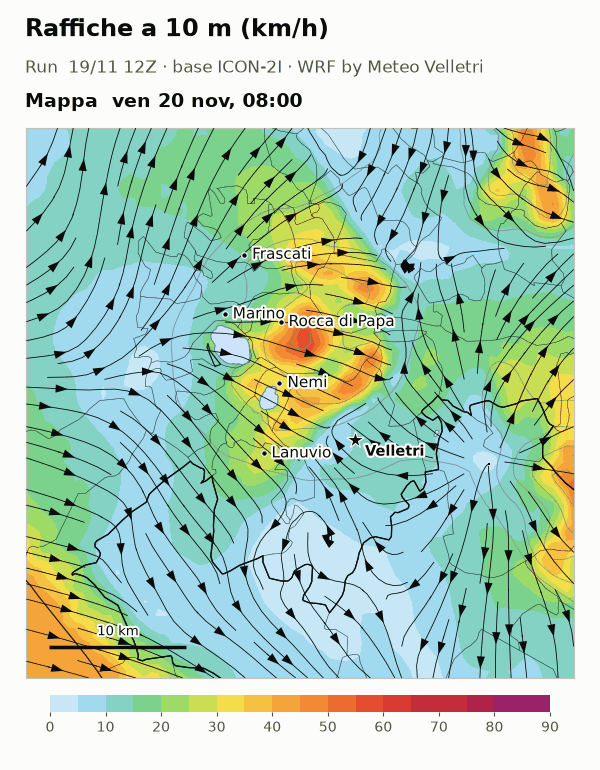 Raffiche a 10 m (km/h)
Run  19/11 12Z · base ICON-2I · WRF by Meteo Velletri
Mappa  ven 20 nov, 08:00
Frascati
Marino
Rocca di Papa
Nemi
Velletri
Lanuvio
10 km
0 10 20 30 40 50 60 70 80 90